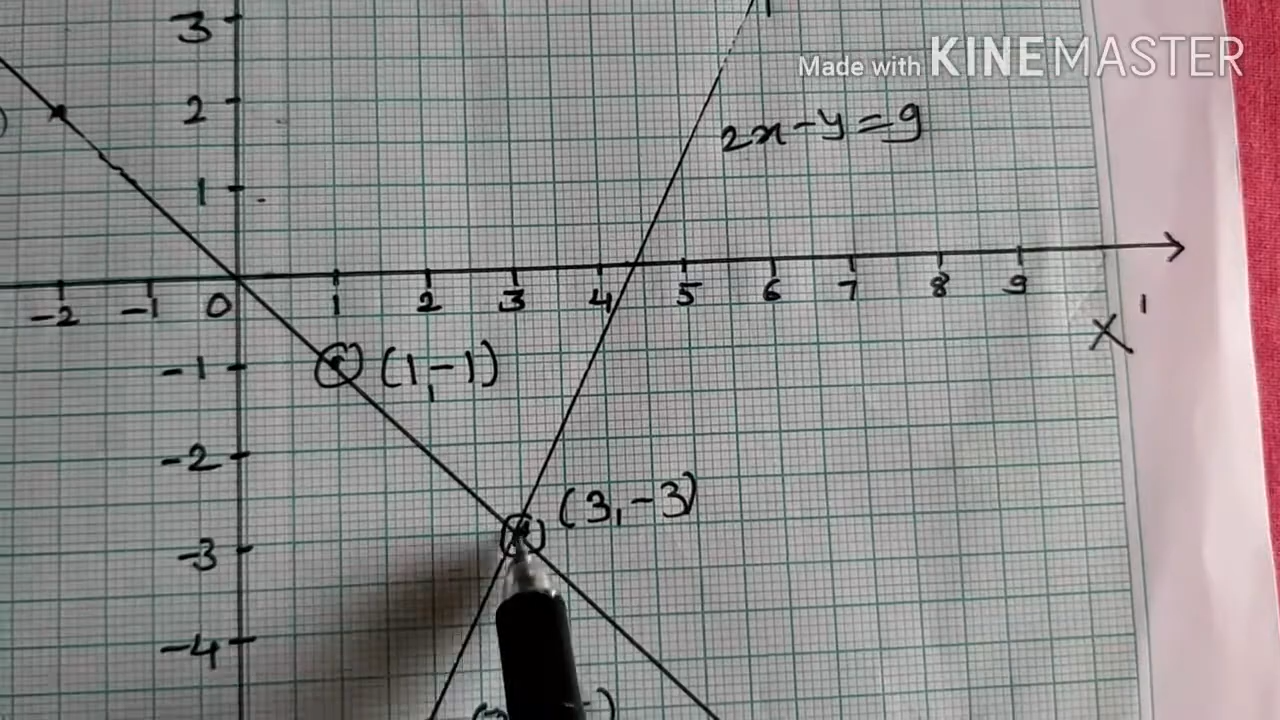 3
Made with KINEMASTER
2
2x-y=9
1
-2 -1 0 1 2 3 4 5 6 7 8 9
X'
-1 (1,-1)
-2
(3,-3)
-3
-4